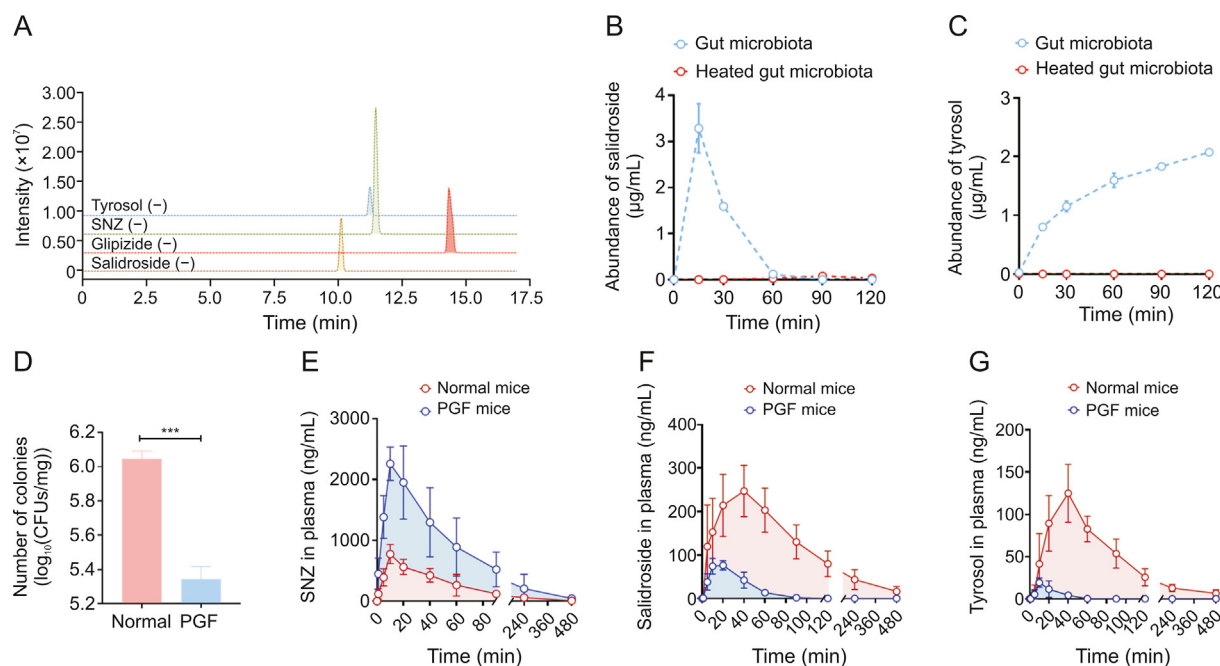 A
Intensity (×10⁷)
3.00
2.50
2.00
1.50
1.00
0.50
0
Tyrosol (−)
SNZ (−)
Glipizide (−)
Salidroside (−)
0 2.5 5.0 7.5 10.0 12.5 15.0 17.5
Time (min)
B
Gut microbiota
Heated gut microbiota
Abundance of salidroside
(μg/mL)
4
3
2
1
0
0 30 60 90 120
Time (min)
C
Gut microbiota
Heated gut microbiota
Abundance of tyrosol
(μg/mL)
3
2
1
0
0 30 60 90 120
Time (min)
D
Number of colonies
(log₁₀(CFUs/mg))
6.2
6.0
5.8
5.6
5.4
5.2
***
Normal PGF
E
Normal mice
PGF mice
SNZ in plasma (ng/mL)
3000
2000
1000
0
0 20 40 60 80 240 360 480
Time (min)
F
Normal mice
PGF mice
Salidroside in plasma (ng/mL)
400
300
200
100
0
0 20 40 60 80 100 120 240 360 480
Time (min)
G
Normal mice
PGF mice
Tyrosol in plasma (ng/mL)
200
150
100
50
0
0 20 40 60 80 100 120 240 360 480
Time (min)